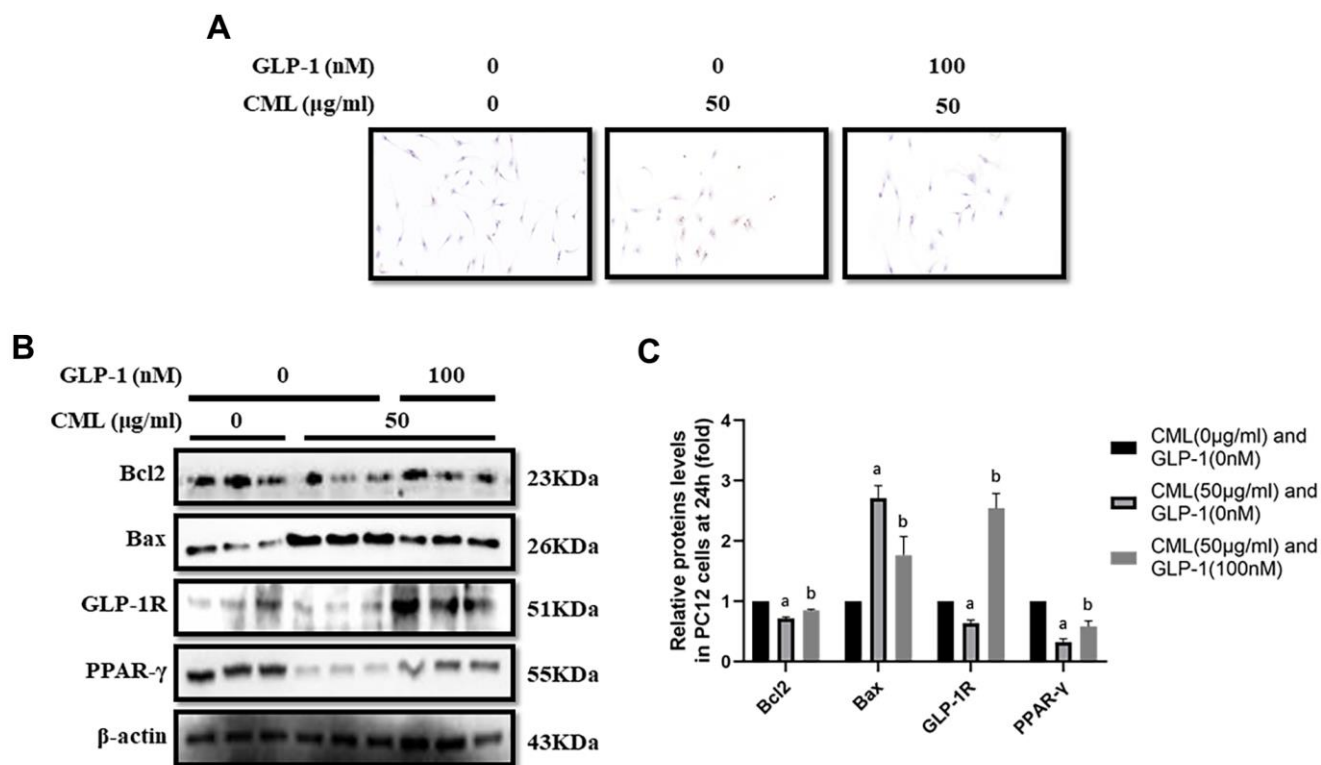 A
GLP-1 (nM) 0 0 100
CML (μg/ml) 0 50 50
B
GLP-1 (nM) 0 100
CML (μg/ml) 0 50
Bcl2 23KDa
Bax 26KDa
GLP-1R 51KDa
PPAR-γ 55KDa
β-actin 43KDa
C
Relative proteins levels
in PC12 cells at 24h (fold)
4
3
2
1
0
a b a b a b a b
Bcl2 Bax GLP-1R PPAR-γ
CML(0μg/ml) and
GLP-1(0nM)
CML(50μg/ml) and
GLP-1(0nM)
CML(50μg/ml) and
GLP-1(100nM)